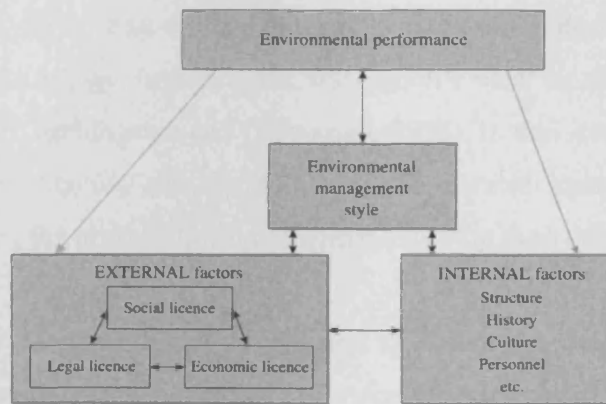 Environmental performance
Environmental
management
style
EXTERNAL factors
Social licence
Legal licence
Economic licence
INTERNAL factors
Structure
History
Culture
Personnel
etc.